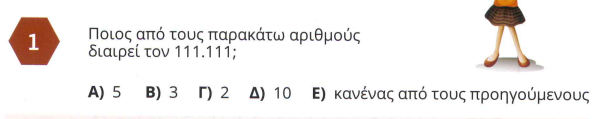 1
Ποιος από τους παρακάτω αριθμούς
διαιρεί τον 111.111;
Α) 5 Β) 3 Γ) 2 Δ) 10 Ε) κανένας από τους προηγούμενους